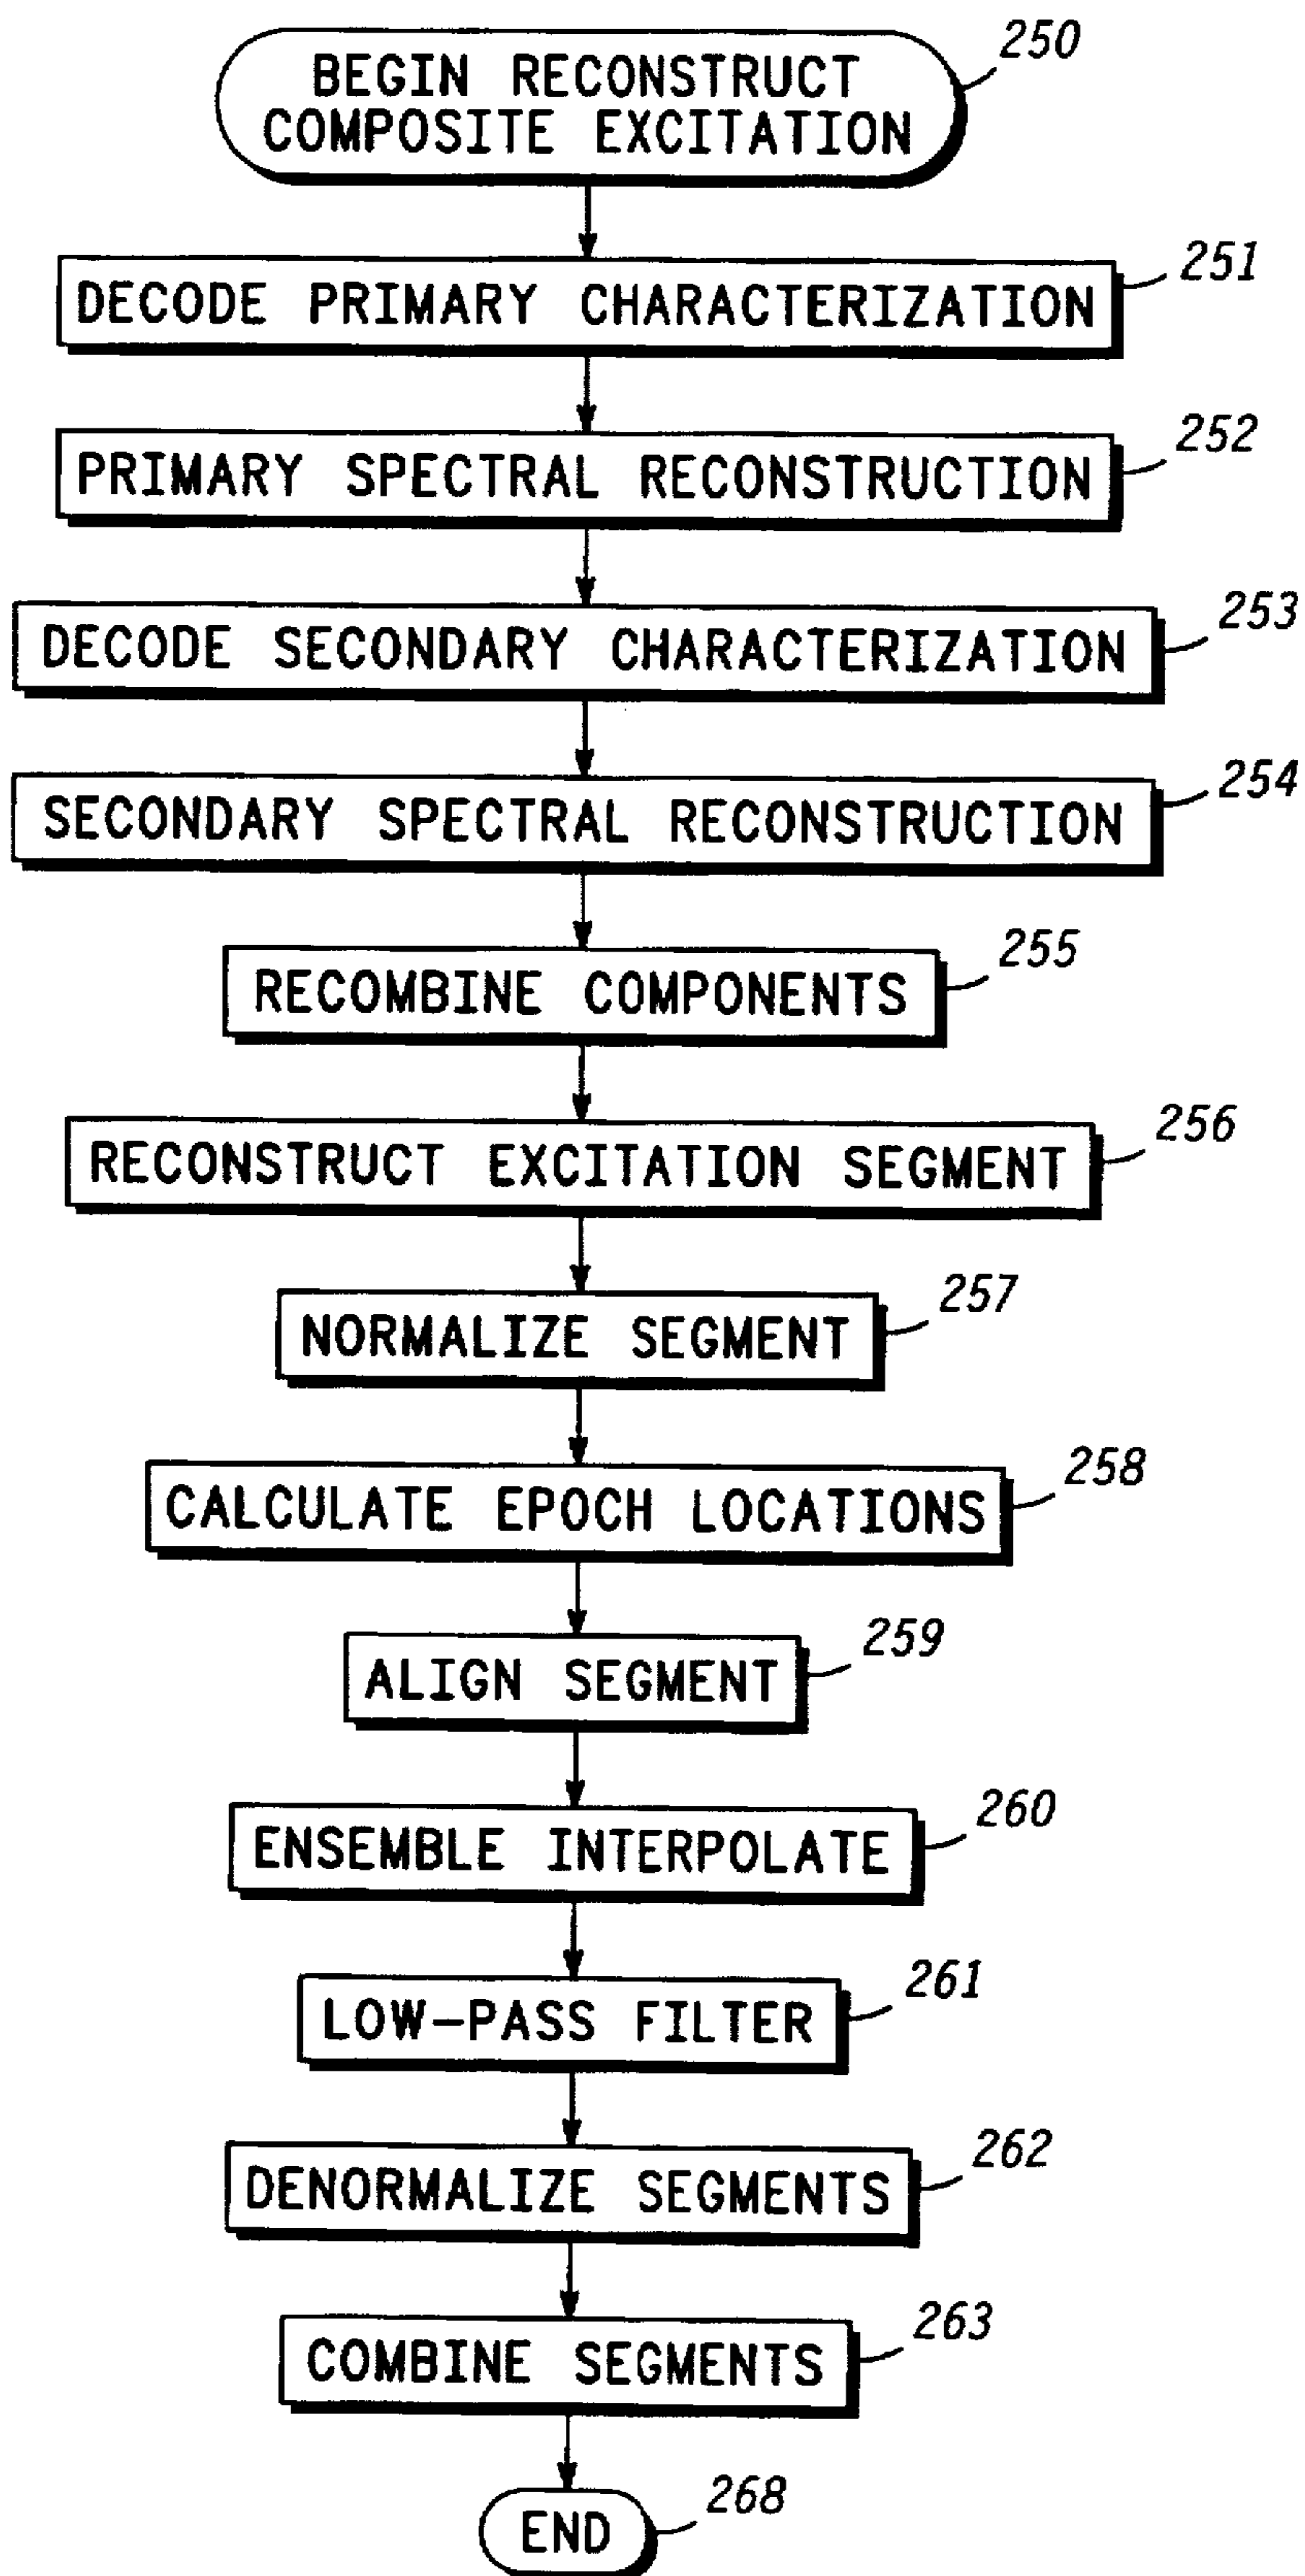 BEGIN RECONSTRUCT
COMPOSITE EXCITATION
250
DECODE PRIMARY CHARACTERIZATION
251
PRIMARY SPECTRAL RECONSTRUCTION
252
DECODE SECONDARY CHARACTERIZATION
253
SECONDARY SPECTRAL RECONSTRUCTION
254
RECOMBINE COMPONENTS
255
RECONSTRUCT EXCITATION SEGMENT
256
NORMALIZE SEGMENT
257
CALCULATE EPOCH LOCATIONS
258
ALIGN SEGMENT
259
ENSEMBLE INTERPOLATE
260
LOW-PASS FILTER
261
DENORMALIZE SEGMENTS
262
COMBINE SEGMENTS
263
END
268